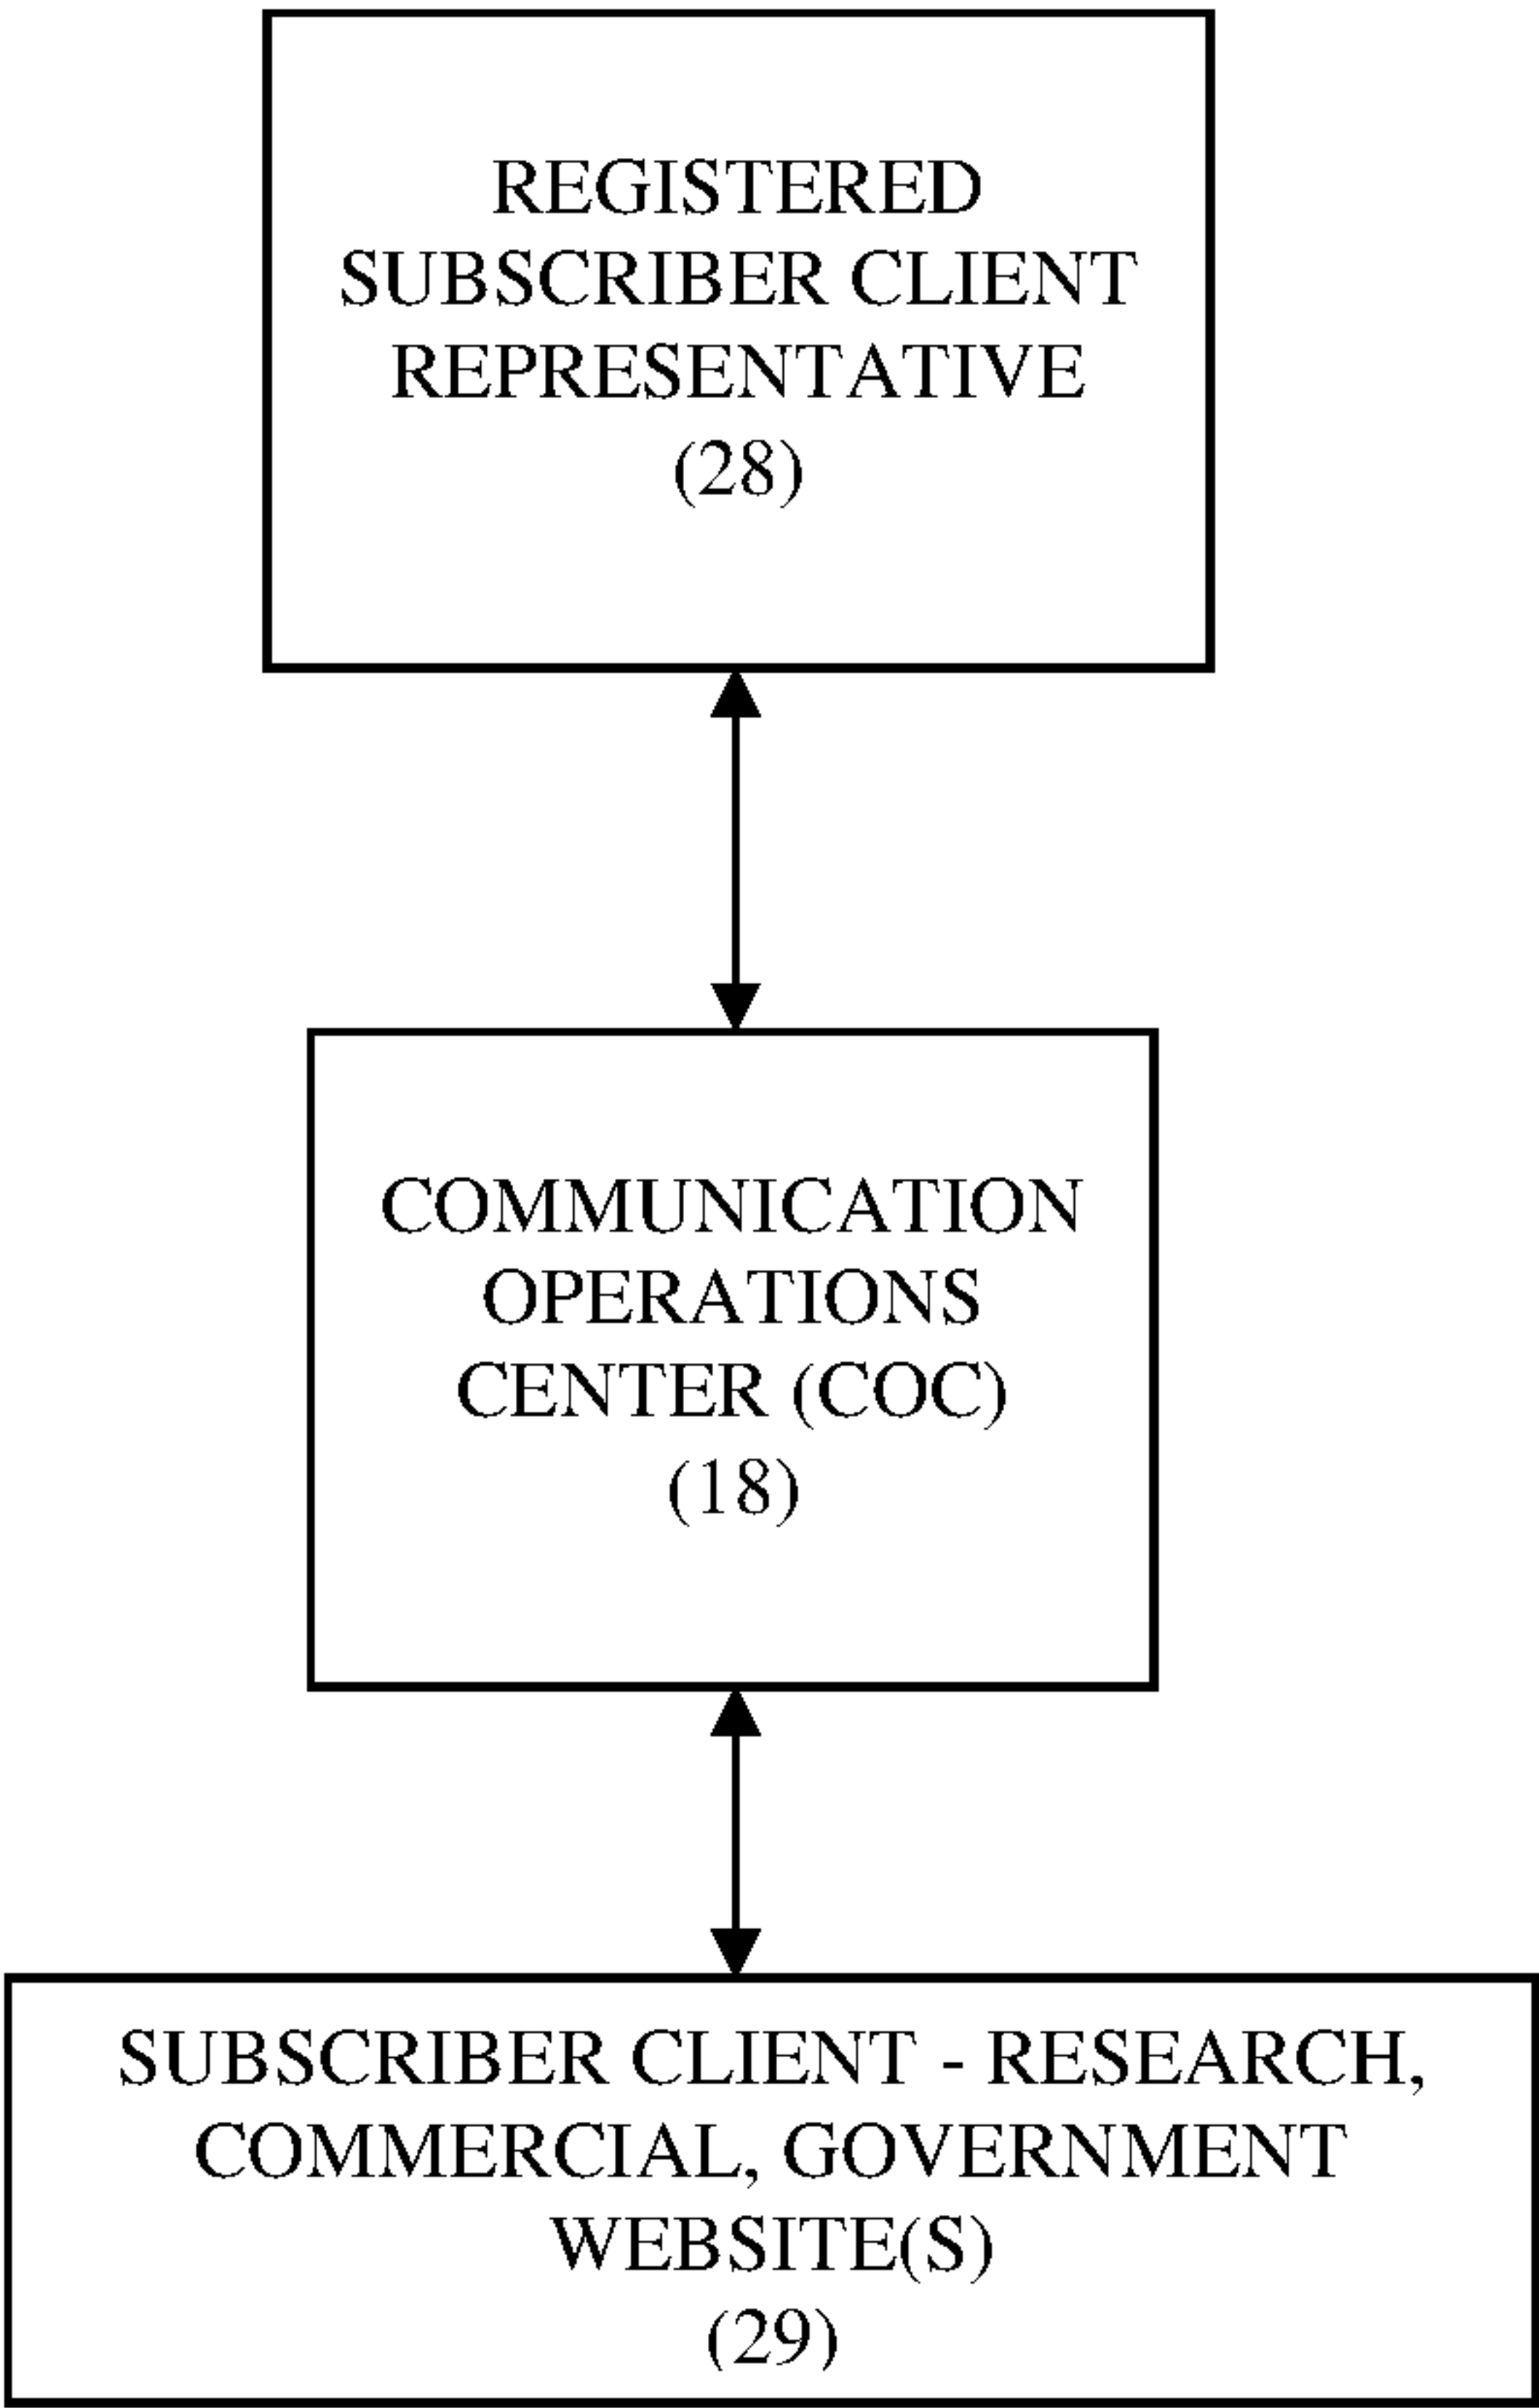 REGISTERED
SUBSCRIBER CLIENT
REPRESENTATIVE
(28)
COMMUNICATION
OPERATIONS
CENTER (COC)
(18)
SUBSCRIBER CLIENT - RESEARCH,
COMMERCIAL, GOVERNMENT
WEBSITE(S)
(29)